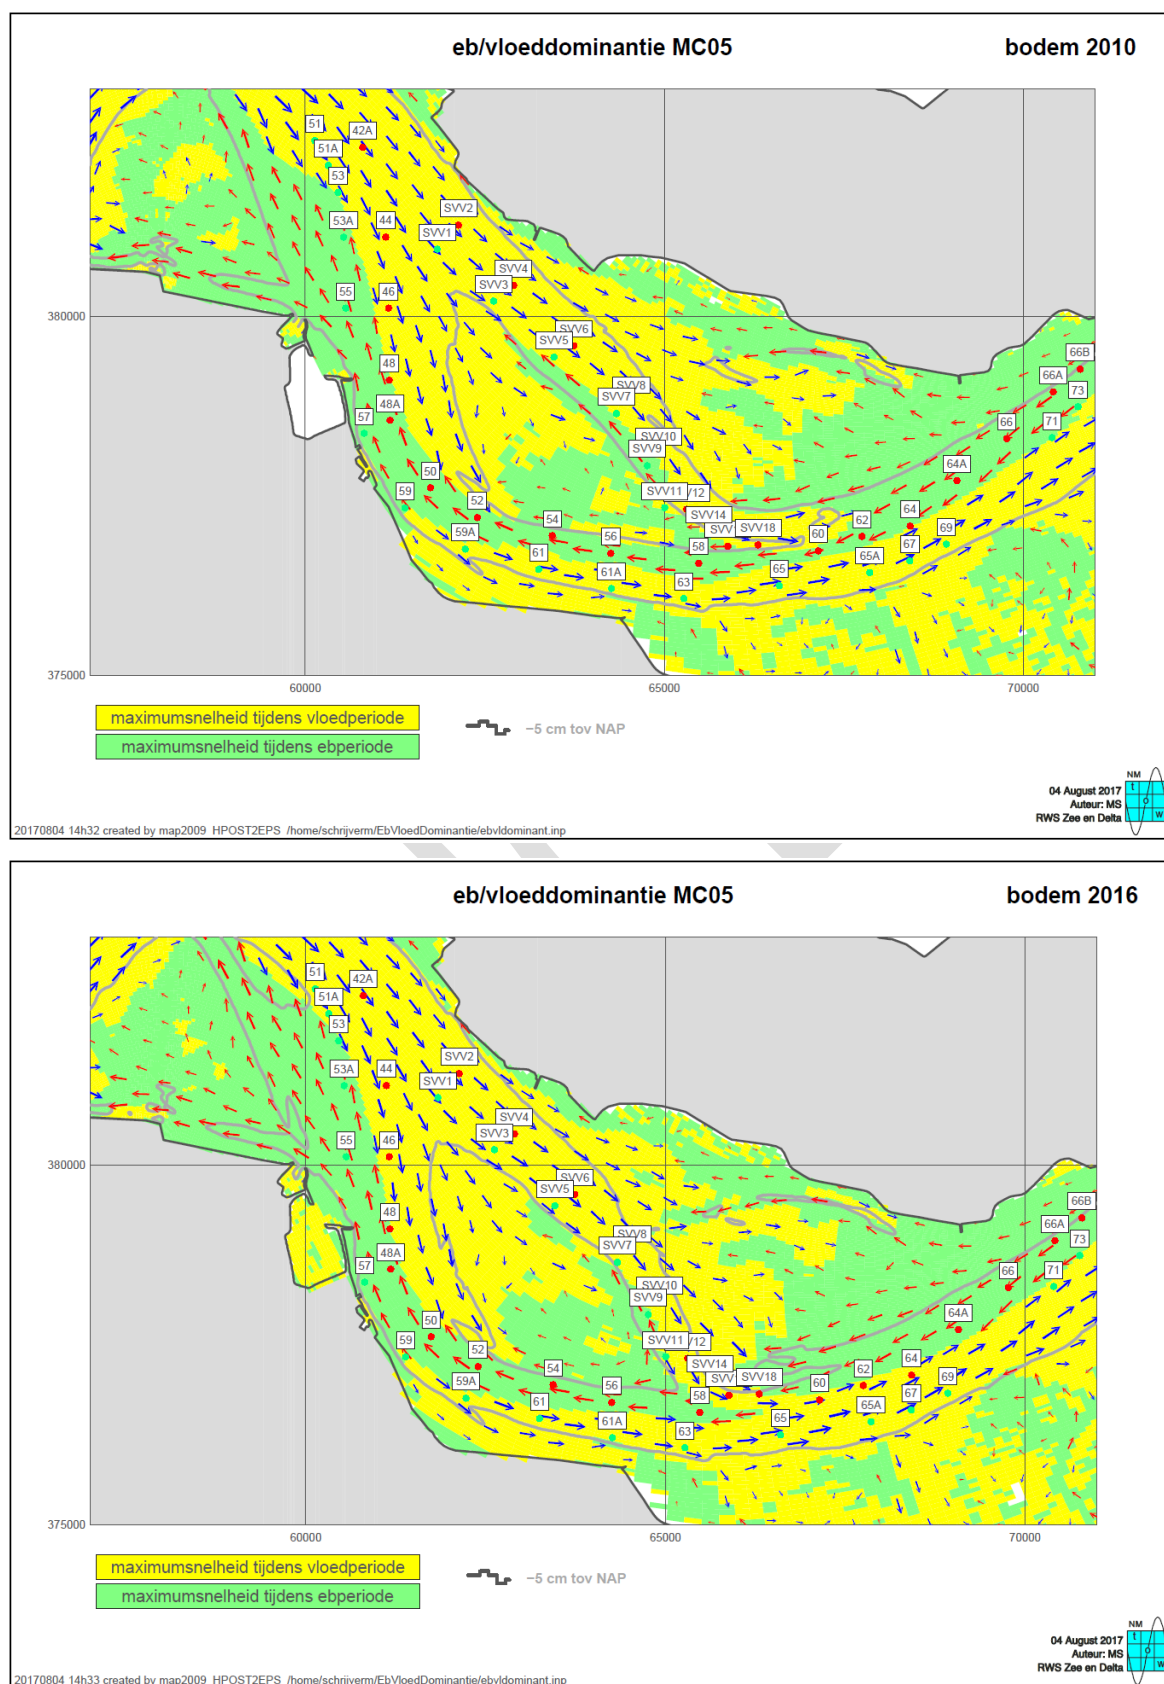 eb/vloeddominantie MC05
bodem 2010
51
42A
51A
53
SVV2
53A
44
SVV1
SVV4
SVV3
55
46
380000
SVV6
SVV5
66B
48
66A
SVV8
73
SVV7
48A
57
66
71
SVV10
SVV9
50
64A
59
SVV11
/12
52
SVV14
64
54
SVV18
62
59A
56
60
69
61
58
67
65A
61A
63
65
375000
60000
65000
70000
maximumsnelheid tijdens vloedperiode
maximumsnelheid tijdens ebperiode
−5 cm tov NAP
NM
t
o
w
04 August 2017
Auteur: MS
RWS Zee en Delta
20170804 14h32 created by map2009 HPOST2EPS /home/schrijverm/EbVloedDominantie/ebvldominant.inp
eb/vloeddominantie MC05
bodem 2016
51
42A
51A
53
SVV2
53A
44
SVV1
SVV4
SVV3
55
46
380000
SVV6
SVV5
66B
48
66A
SVV8
73
SVV7
48A
57
66
71
SVV10
SVV9
50
64A
59
SVV11
/12
52
SVV14
64
54
SVV18
62
59A
56
60
69
61
58
67
65A
61A
63
65
375000
60000
65000
70000
maximumsnelheid tijdens vloedperiode
maximumsnelheid tijdens ebperiode
−5 cm tov NAP
NM
t
o
w
04 August 2017
Auteur: MS
RWS Zee en Delta
20170804 14h33 created by map2009 HPOST2EPS /home/schrijverm/EbVloedDominantie/ebvldominant.inp